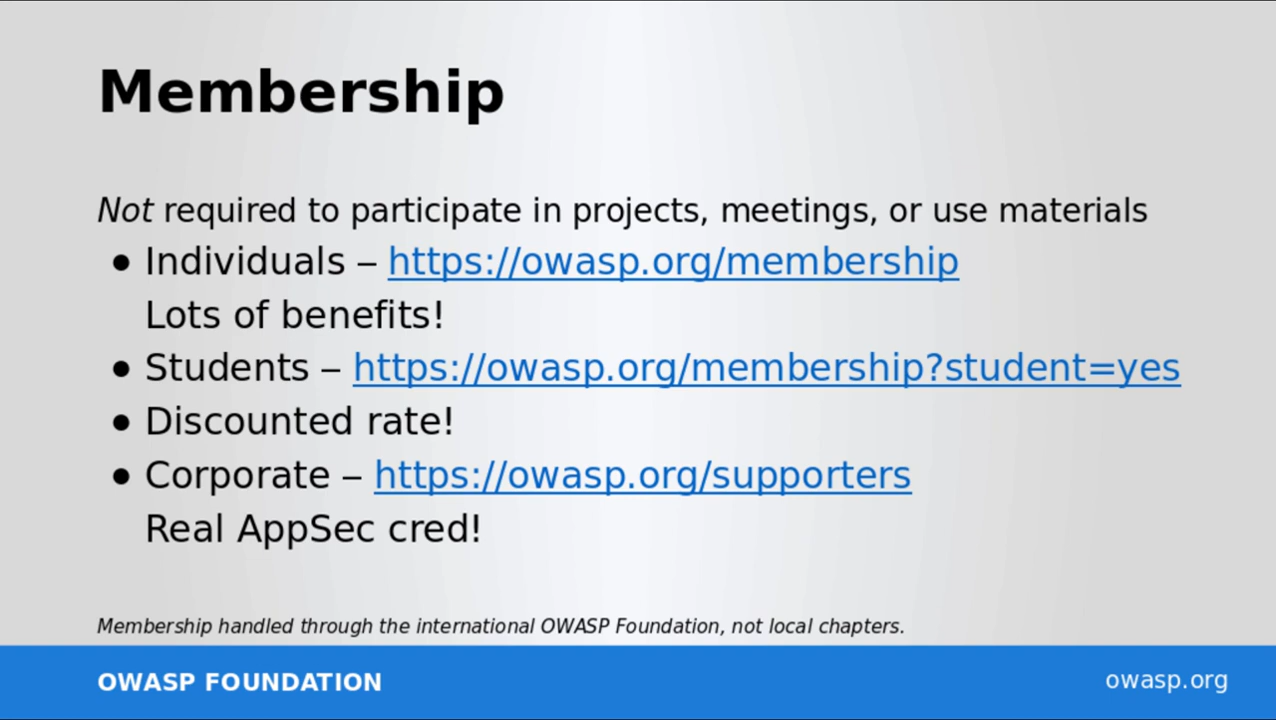 Membership
Not required to participate in projects, meetings, or use materials
● Individuals – https://owasp.org/membership
Lots of benefits!
● Students – https://owasp.org/membership?student=yes
● Discounted rate!
● Corporate – https://owasp.org/supporters
Real AppSec cred!
Membership handled through the international OWASP Foundation, not local chapters.
OWASP FOUNDATION
owasp.org